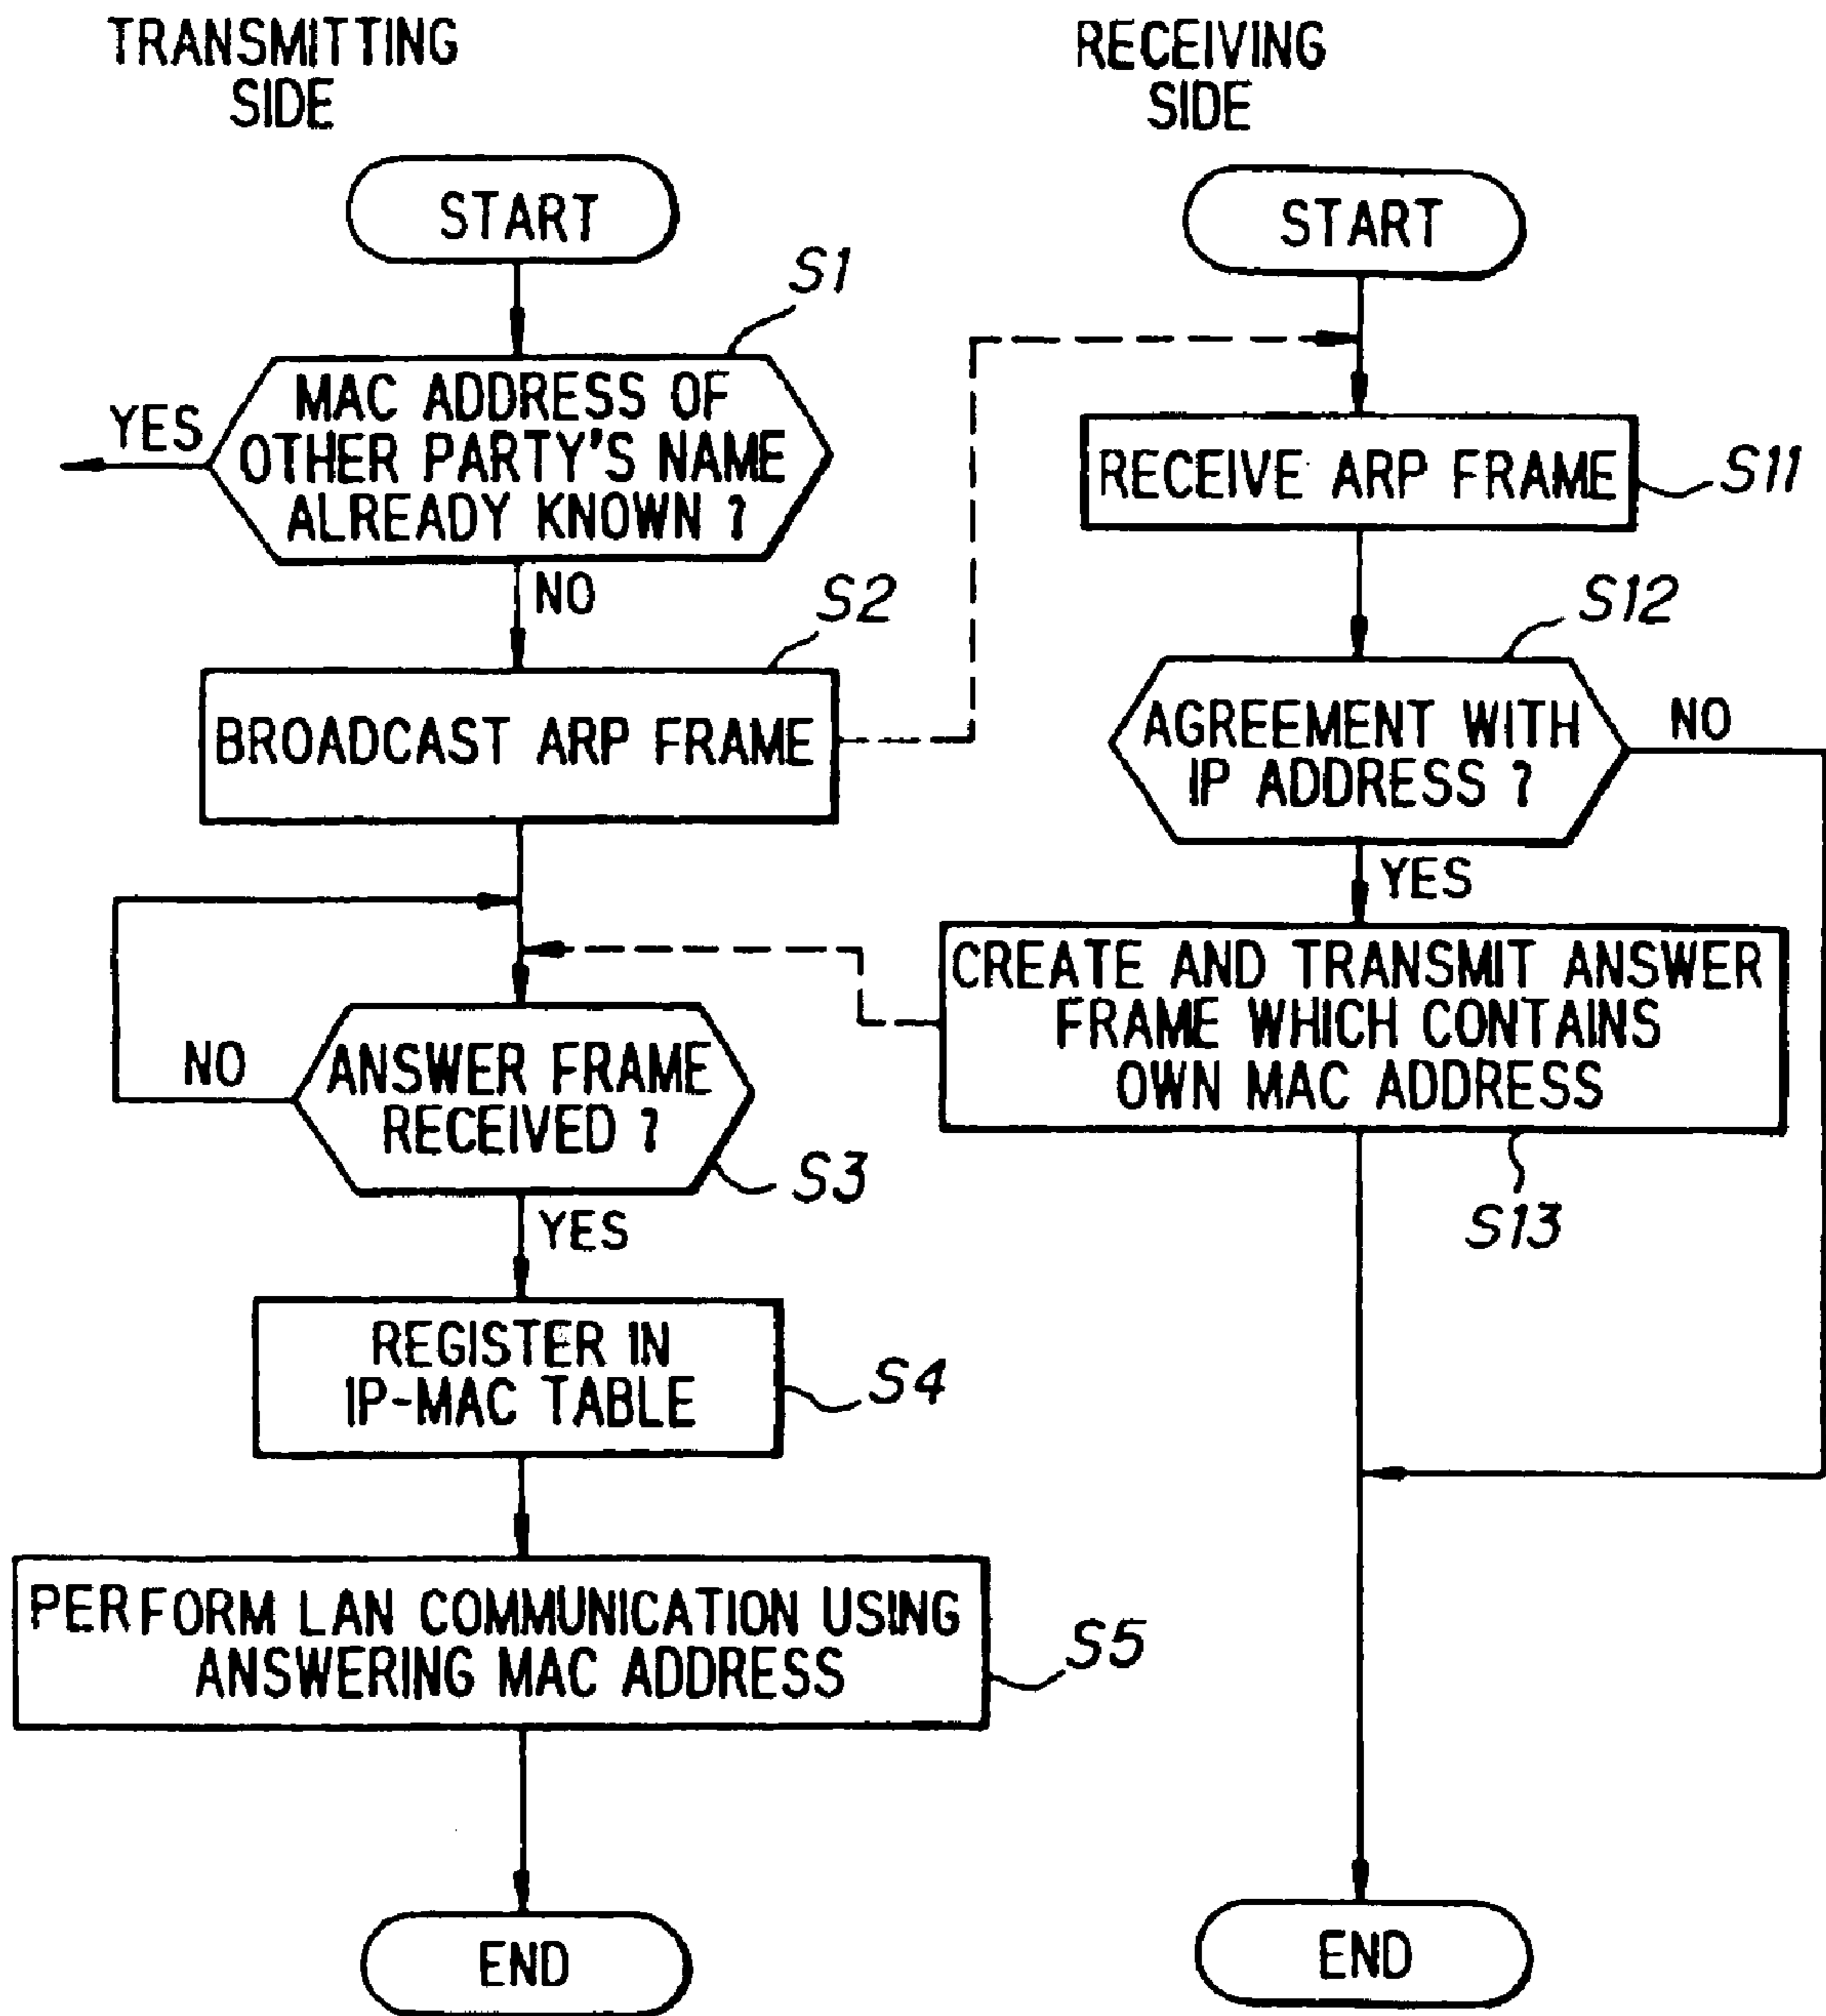 TRANSMITTING
SIDE
START
S1
MAC ADDRESS OF
OTHER PARTY'S NAME
ALREADY KNOWN ?
YES
NO
S2
BROADCAST ARP FRAME
ANSWER FRAME
RECEIVED ?
NO
S3
YES
REGISTER IN
IP-MAC TABLE
S4
PERFORM LAN COMMUNICATION USING
ANSWERING MAC ADDRESS
S5
END
RECEIVING
SIDE
START
RECEIVE ARP FRAME
S11
S12
AGREEMENT WITH
IP ADDRESS ?
NO
YES
CREATE AND TRANSMIT ANSWER
FRAME WHICH CONTAINS
OWN MAC ADDRESS
S13
END